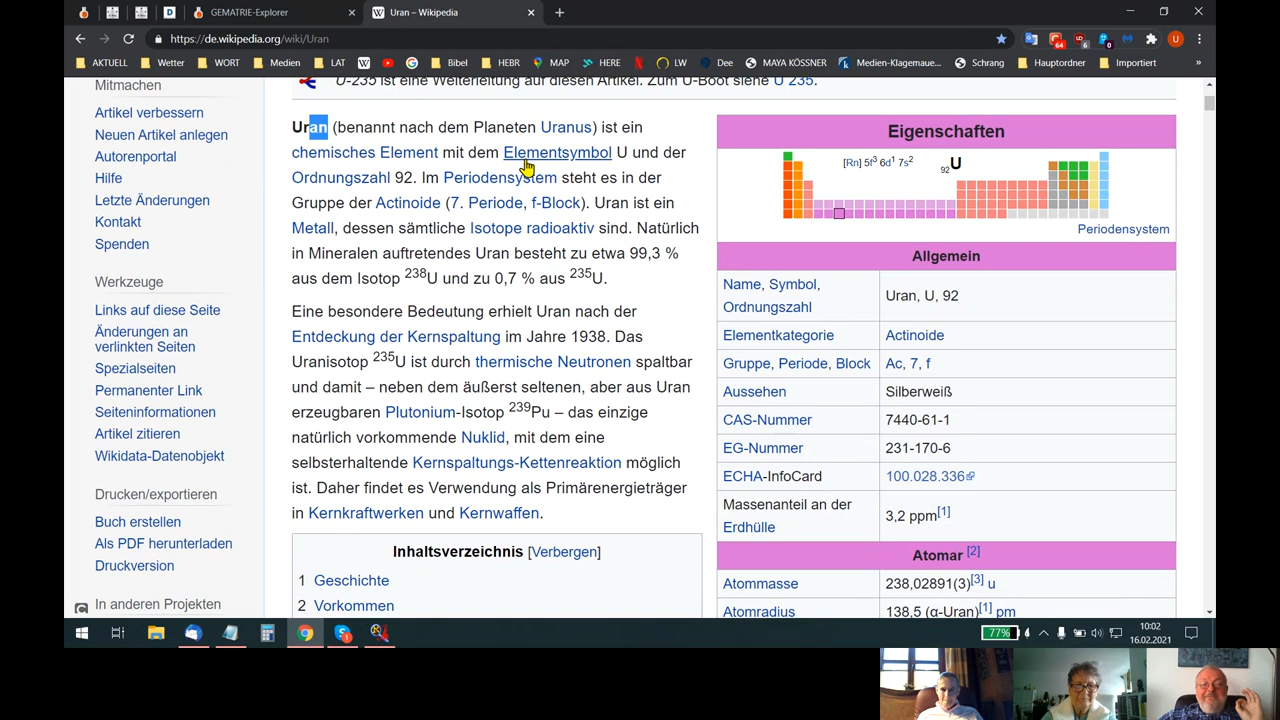 GEMATRIE-Explorer
Uran – Wikipedia
https://de.wikipedia.org/wiki/Uran
64
6
0
U
AKTUELL
Wetter
WORT
Medien
LAT
Bibel
HEBR
MAP
HERE
LW
Dee
MAYA KÖSSNER
Medien-Klagemaue...
Schrang
Hauptordner
Importiert
»
Mitmachen
Artikel verbessern
Neuen Artikel anlegen
Autorenportal
Hilfe
Letzte Änderungen
Kontakt
Spenden
Werkzeuge
Links auf diese Seite
Änderungen an
verlinkten Seiten
Spezialseiten
Permanenter Link
Seiteninformationen
Artikel zitieren
Wikidata-Datenobjekt
Drucken/exportieren
Buch erstellen
Als PDF herunterladen
Druckversion
In anderen Projekten
U-235 ist eine Weiterleitung auf diesen Artikel. Zum U-Boot siehe U 235.
Uran (benannt nach dem Planeten Uranus) ist ein
chemisches Element mit dem Elementsymbol U und der
Ordnungszahl 92. Im Periodensystem steht es in der
Gruppe der Actinoide (7. Periode, f-Block). Uran ist ein
Metall, dessen sämtliche Isotope radioaktiv sind. Natürlich
in Mineralen auftretendes Uran besteht zu etwa 99,3 %
aus dem Isotop 238U und zu 0,7 % aus 235U.
Eine besondere Bedeutung erhielt Uran nach der
Entdeckung der Kernspaltung im Jahre 1938. Das
Uranisotop 235U ist durch thermische Neutronen spaltbar
und damit – neben dem äußerst seltenen, aber aus Uran
erzeugbaren Plutonium-Isotop 239Pu – das einzige
natürlich vorkommende Nuklid, mit dem eine
selbsterhaltende Kernspaltungs-Kettenreaktion möglich
ist. Daher findet es Verwendung als Primärenergieträger
in Kernkraftwerken und Kernwaffen.
Inhaltsverzeichnis [Verbergen]
1 Geschichte
2 Vorkommen
Eigenschaften
[Rn] 5f3 6d1 7s2
92U
Periodensystem
Allgemein
Name, Symbol,
Ordnungszahl
Uran, U, 92
Elementkategorie
Actinoide
Gruppe, Periode, Block
Ac, 7, f
Aussehen
Silberweiß
CAS-Nummer
7440-61-1
EG-Nummer
231-170-6
ECHA-InfoCard
100.028.336
Massenanteil an der
Erdhülle
3,2 ppm[1]
Atomar [2]
Atommasse
238,02891(3)[3] u
Atomradius
138,5 (α-Uran)[1] pm
77%
10:02
16.02.2021